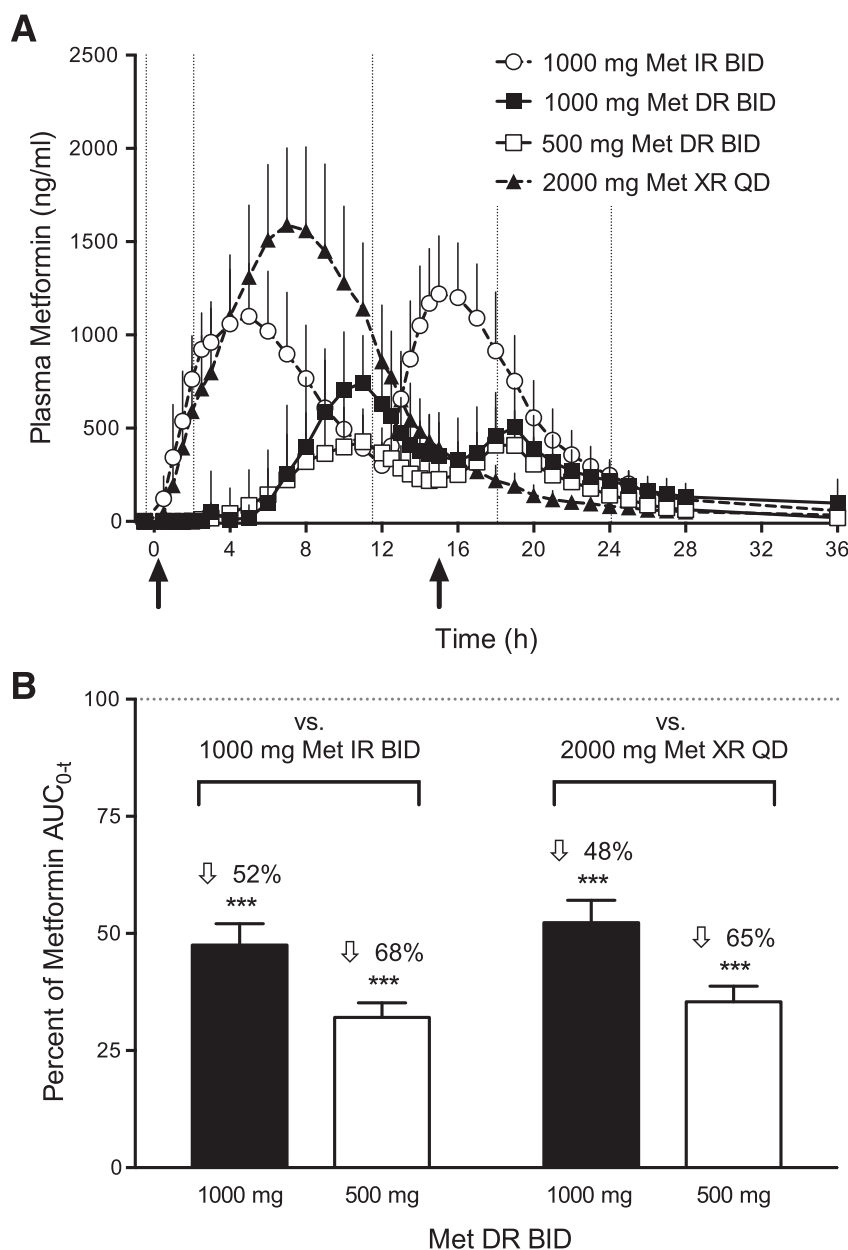 A
2500
2000
1500
1000
500
0
Plasma Metformin (ng/ml)
1000 mg Met IR BID
1000 mg Met DR BID
500 mg Met DR BID
2000 mg Met XR QD
0 4 8 12 16 20 24 28 32 36
Time (h)
B
100
75
50
25
0
Percent of Metformin AUC0-t
vs.
1000 mg Met IR BID
vs.
2000 mg Met XR QD
52%
***
68%
***
48%
***
65%
***
1000 mg 500 mg 1000 mg 500 mg
Met DR BID